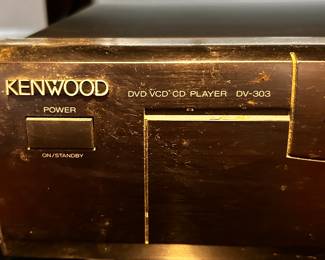 KENWOOD
DVD VCD CD PLAYER DV-303
POWER
ON/STANDBY